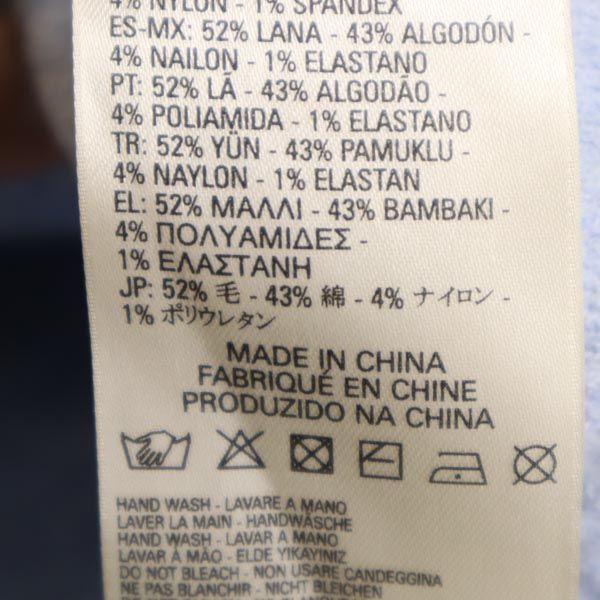 4% NYLON - 1% SPANDEX
ES-MX: 52% LANA - 43% ALGODÓN -
4% NAILON - 1% ELASTANO
PT: 52% LÃ - 43% ALGODÃO -
4% POLIAMIDA - 1% ELASTANO
TR: 52% YÜN - 43% PAMUKLU -
4% NAYLON - 1% ELASTAN
EL: 52% ΜΑΛΛΙ - 43% ΒΑΜΒΑΚΙ -
4% ΠΟΛΥΑΜΙΔΕΣ -
1% ΕΛΑΣΤΑΝΗ
JP: 52% 毛 - 43% 綿 - 4% ナイロン -
1% ポリウレタン
MADE IN CHINA
FABRIQUÉ EN CHINE
PRODUZIDO NA CHINA
HAND WASH - LAVARE A MANO
LAVER LA MAIN - HANDWÄSCHE
HAND WASH - LAVAR A MANO
LAVAR À MÃO - ELDE YIKAYINIZ
DO NOT BLEACH - NON USARE CANDEGGINA
NE PAS BLANCHIR - NICHT BLEICHEN